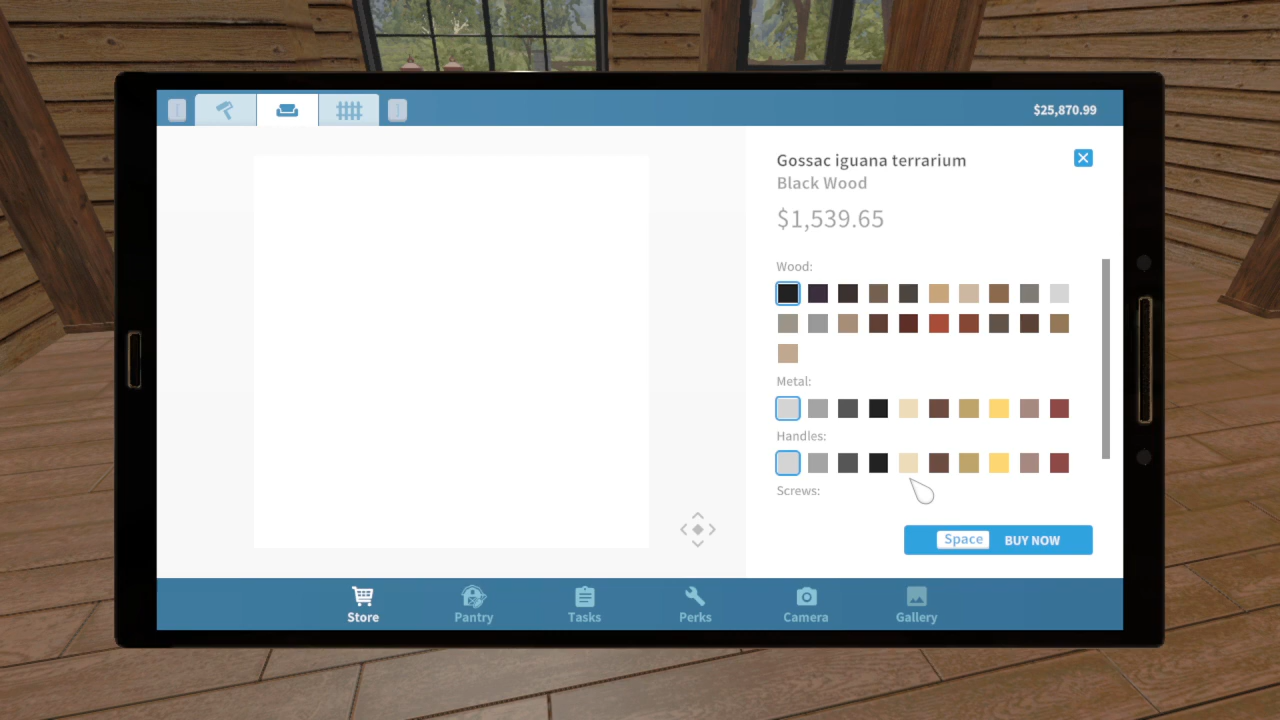 $25,870.99
Gossac iguana terrarium
Black Wood
$1,539.65
Wood:
Metal:
Handles:
Screws:
Space BUY NOW
Store Pantry Tasks Perks Camera Gallery